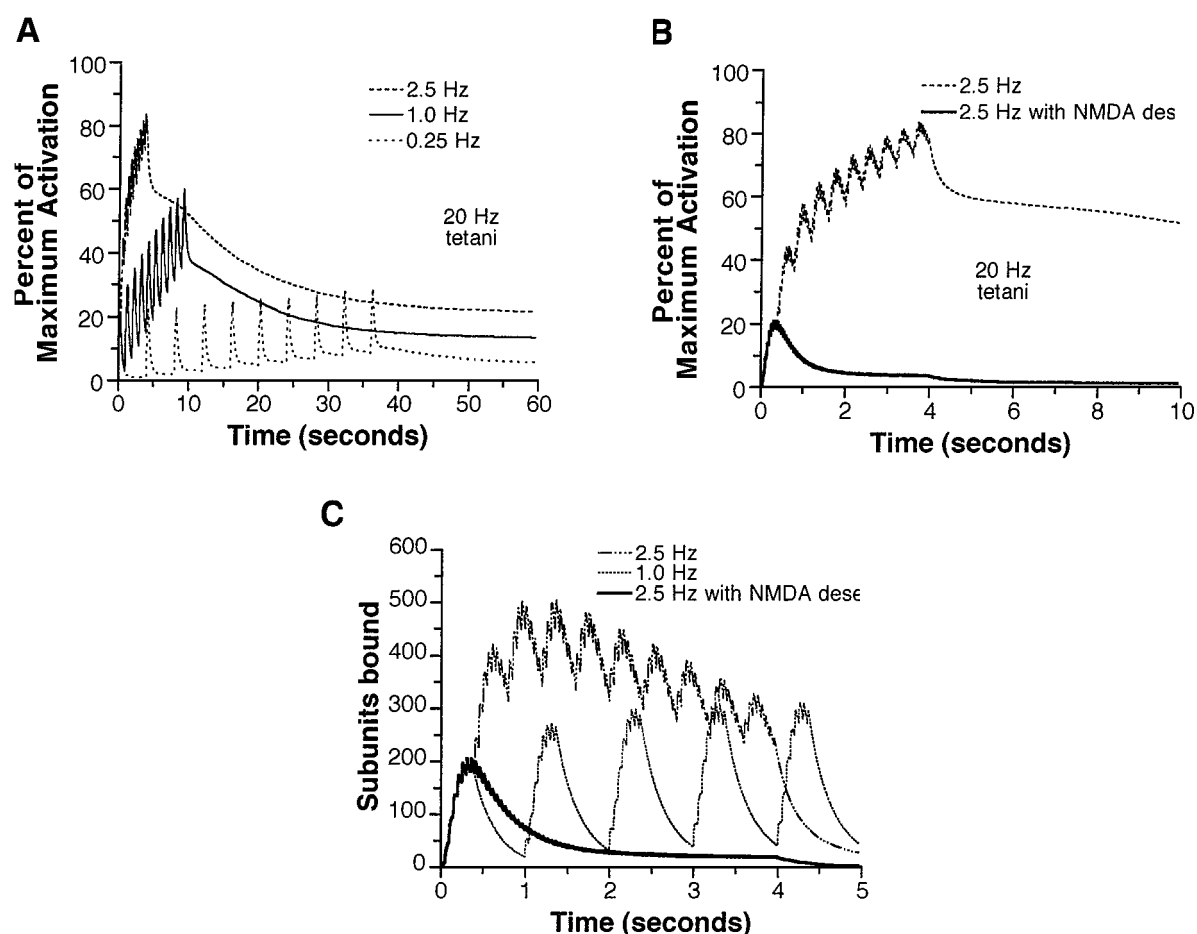 A
Percent of
Maximum Activation
100
80
60
40
20
0
2.5 Hz
1.0 Hz
0.25 Hz
20 Hz
tetani
0 10 20 30 40 50 60
Time (seconds)
B
Percent of
Maximum Activation
100
80
60
40
20
0
2.5 Hz
2.5 Hz with NMDA des
20 Hz
tetani
0 2 4 6 8 10
Time (seconds)
C
Subunits bound
600
500
400
300
200
100
0
2.5 Hz
1.0 Hz
2.5 Hz with NMDA dese
0 1 2 3 4 5
Time (seconds)